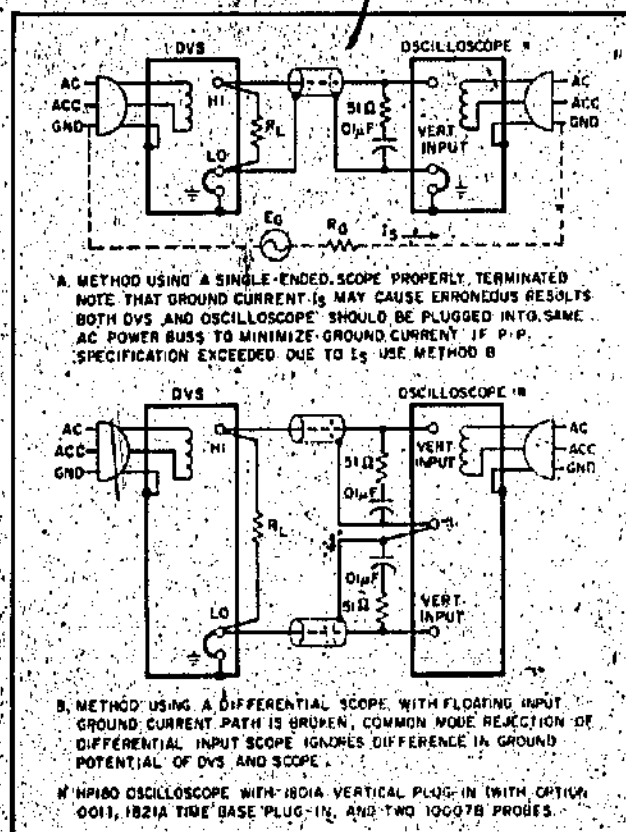 DVS
OSCILLOSCOPE
AC
ACC
GND
HI
RL
LO
51Ω
.01µF
VERT.
INPUT
AC
ACC
GND
EG
RG
IS
A. METHOD USING A SINGLE-ENDED SCOPE PROPERLY TERMINATED
NOTE THAT GROUND CURRENT IS MAY CAUSE ERRONEOUS RESULTS
BOTH DVS AND OSCILLOSCOPE SHOULD BE PLUGGED INTO SAME
AC POWER BUSS TO MINIMIZE GROUND CURRENT IF P-P
SPECIFICATION EXCEEDED DUE TO IS USE METHOD B
DVS
OSCILLOSCOPE
AC
ACC
GND
HI
RL
LO
51Ω
.01µF
.01µF
51Ω
VERT
INPUT
VERT
INPUT
AC
ACC
GND
B. METHOD USING A DIFFERENTIAL SCOPE WITH FLOATING INPUT
GROUND CURRENT PATH IS BROKEN, COMMON MODE REJECTION OF
DIFFERENTIAL INPUT SCOPE IGNORES DIFFERENCE IN GROUND
POTENTIAL OF DVS AND SCOPE.
HP180 OSCILLOSCOPE WITH 1801A VERTICAL PLUG-IN (WITH OPTION
001), 1821A TIME BASE PLUG-IN, AND TWO 10007B PROBES.